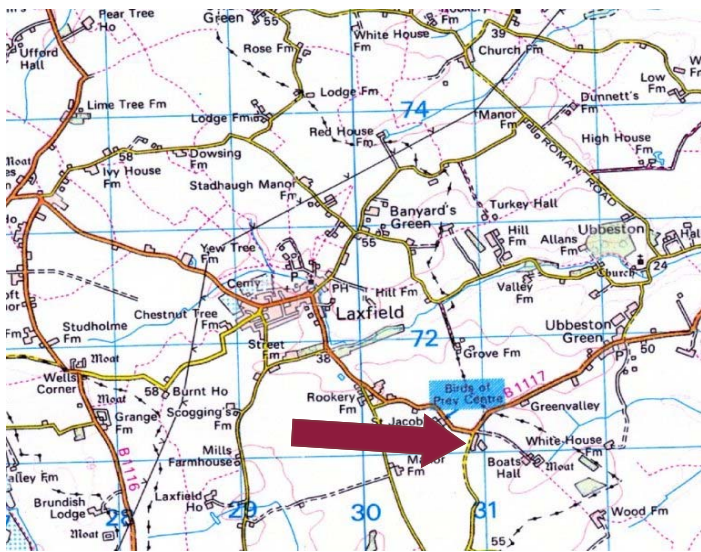 Pear Tree
Ho
Green
White House
Fm
39
Church Fm
Ufford
Hall
Rose Fm
Low
Fm
Lime Tree Fm
Lodge Fm
Lodge Fm
74
Dunnett's
Fm
Manor
Fm
Red House
Fm
High House
Fm
Moat
58
Ivy House
Fm
Dowsing
Fm
ROMAN ROAD
Stadhaugh Manor
Turkey Hall
Banyard's
Green
55
Hill
Fm
Allans
Fm
Ubbeston
Hall
Yew Tree
Fm
Cemy
Church
24
Valley
Fm
PH
Hill Fm
Chestnut Tree
Fm
Laxfield
72
Ubbeston
Green
Studholme
Fm
Street
Fm
38
50
Moat
Grove Fm
Wells
Corner
Birds of
Prey Centre
B1117
58
Burnt Ho
Moat
Grange
Fm
Scogging's
Fm
Rookery
Fm
Greenvalley
St Jacob
White House
Fm
B1116
Mills
Farmhouse
Boats
Hall
Moat
Fm
Brundish
Lodge
Laxfield
Ho
28
29
30
31
Wood Fm
Moat
55